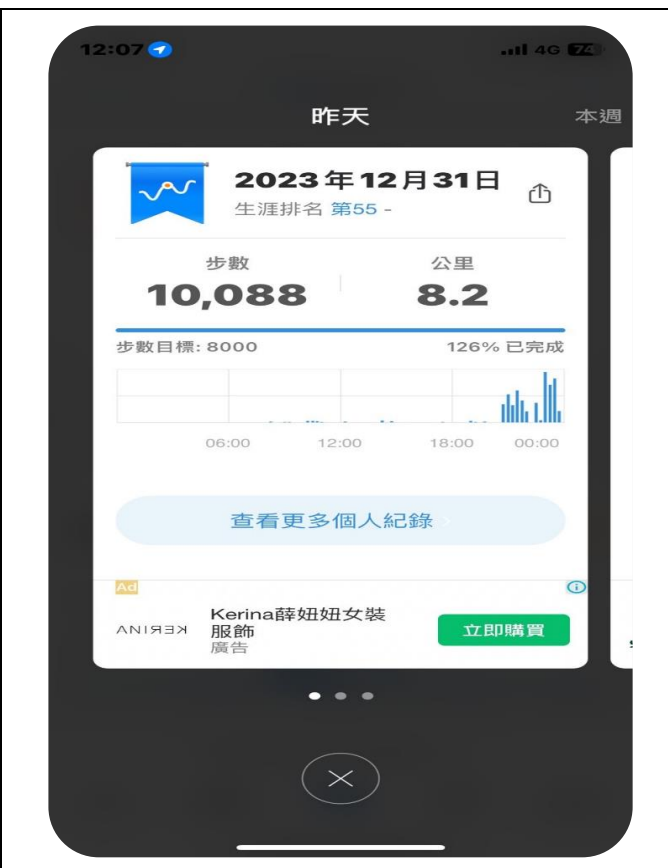 12:07
4G 74
昨天
本週
2023年12月31日
生涯排名 第55 -
步數
公里
10,088
8.2
步數目標: 8000
126% 已完成
06:00
12:00
18:00
00:00
查看更多個人紀錄
Ad
KERINA
Kerina薛妞妞女裝
服飾
廣告
立即購買